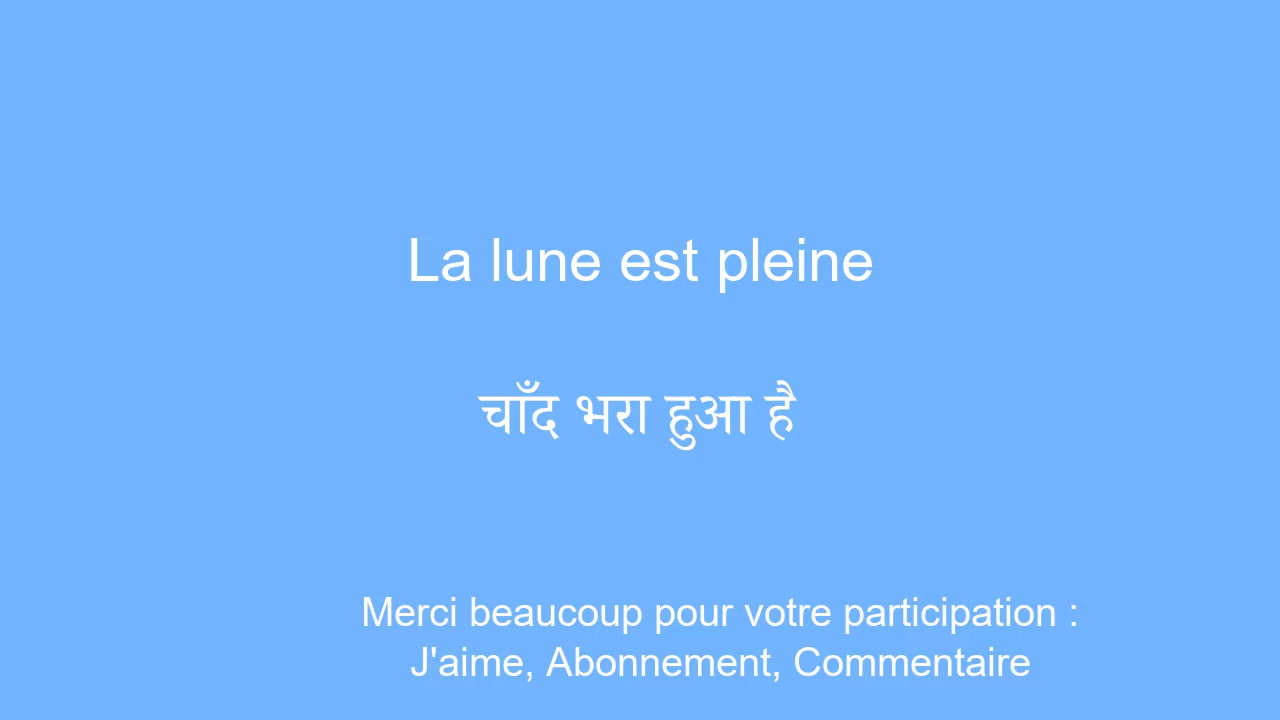 La lune est pleine
चाँद भरा हुआ है
Merci beaucoup pour votre participation :
J'aime, Abonnement, Commentaire